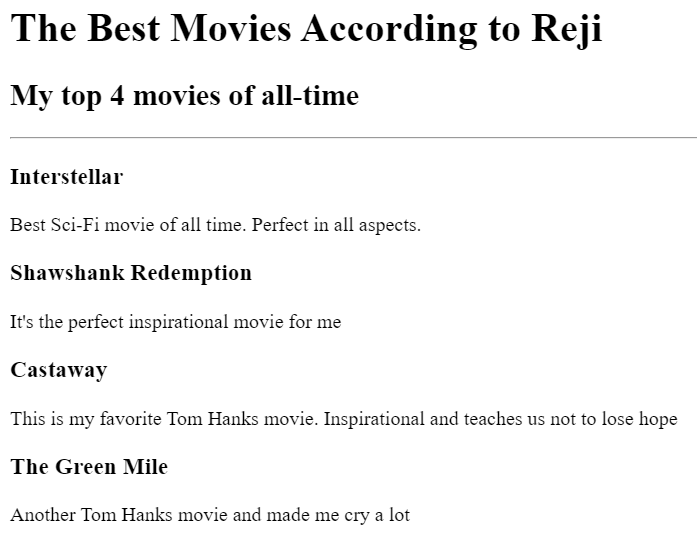 The Best Movies According to Reji
My top 4 movies of all-time
Interstellar
Best Sci-Fi movie of all time. Perfect in all aspects.
Shawshank Redemption
It's the perfect inspirational movie for me
Castaway
This is my favorite Tom Hanks movie. Inspirational and teaches us not to lose hope
The Green Mile
Another Tom Hanks movie and made me cry a lot